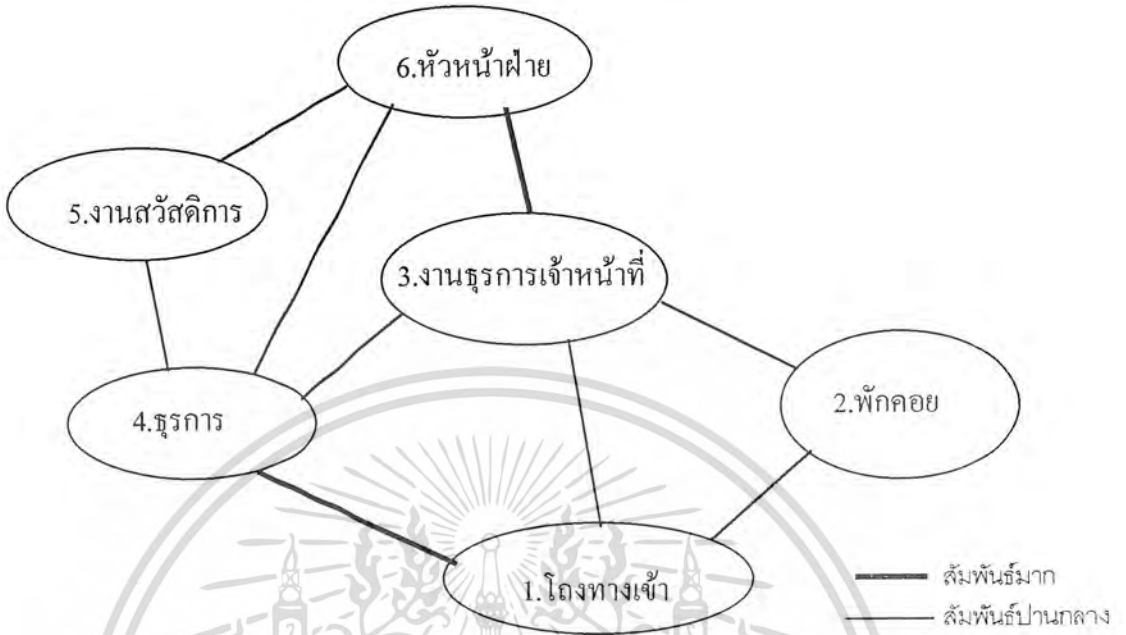 6.หัวหน้าฝ่าย
5.งานสวัสดิการ
3.งานธุรการเจ้าหน้าที่
2.พักคอย
4.ธุรการ
1.โถงทางเข้า
สัมพันธ์มาก
สัมพันธ์ปานกลาง